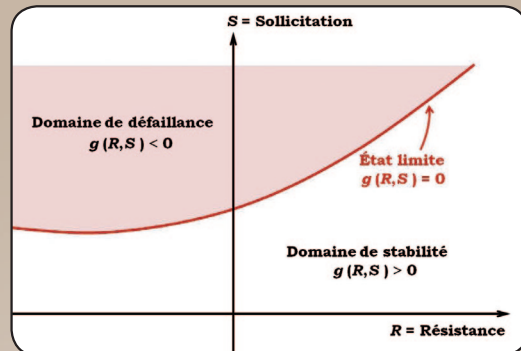 S = Sollicitation
Domaine de défaillance
g (R,S) < 0
État limite
g (R,S) = 0
Domaine de stabilité
g (R,S) > 0
R = Résistance